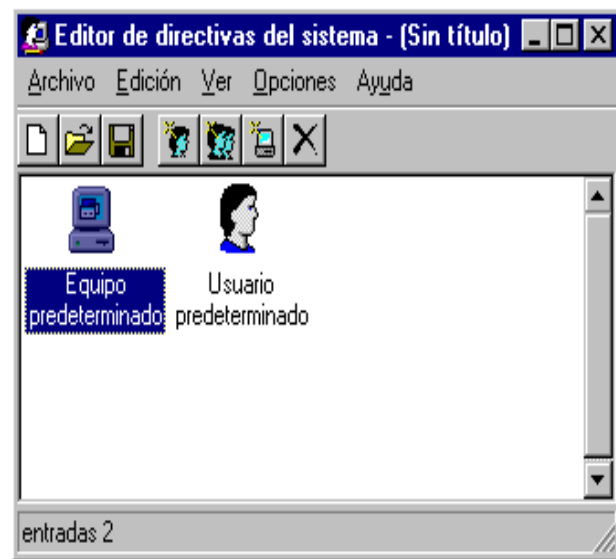 Editor de directivas del sistema - (Sin título)
Archivo Edición Ver Opciones Ayuda
Equipo predeterminado
Usuario predeterminado
entradas 2